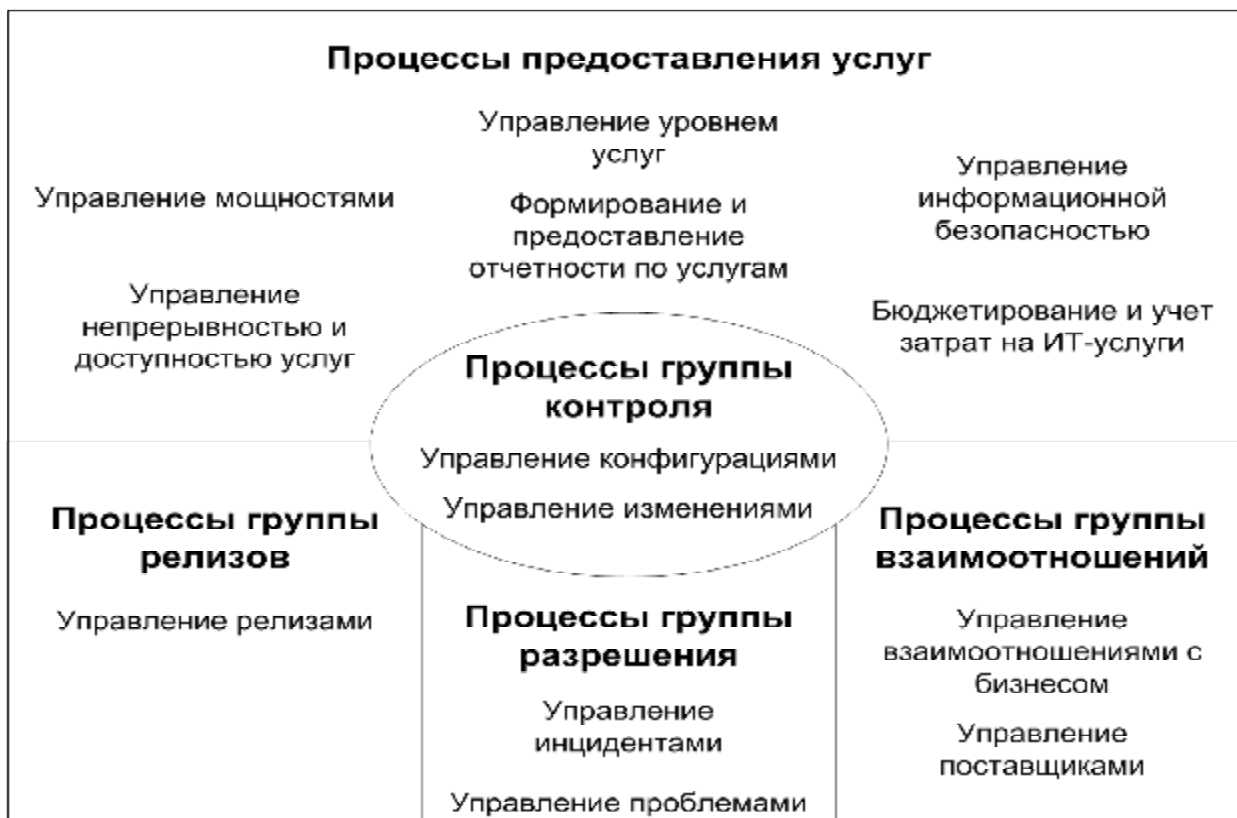 Процессы предоставления услуг
Управление мощностями
Управление
непрерывностью и
доступностью услуг
Управление уровнем
услуг
Формирование и
предоставление
отчетности по услугам
Управление
информационной
безопасностью
Бюджетирование и учет
затрат на ИТ-услуги
Процессы группы
контроля
Управление конфигурациями
Управление изменениями
Процессы группы
релизов
Управление релизами
Процессы группы
разрешения
Управление
инцидентами
Управление проблемами
Процессы группы
взаимоотношений
Управление
взаимоотношениями с
бизнесом
Управление
поставщиками